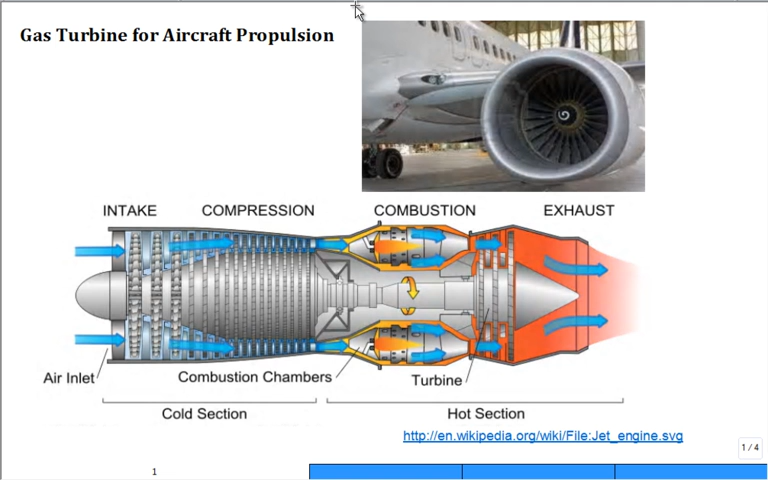 Gas Turbine for Aircraft Propulsion
INTAKE COMPRESSION COMBUSTION EXHAUST
Air Inlet
Combustion Chambers
Turbine
Cold Section
Hot Section
http://en.wikipedia.org/wiki/File:Jet_engine.svg
1 / 4
1